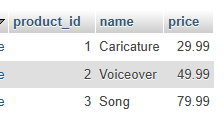 product_id name price
e 1 Caricature 29.99
e 2 Voiceover 49.99
e 3 Song 79.99